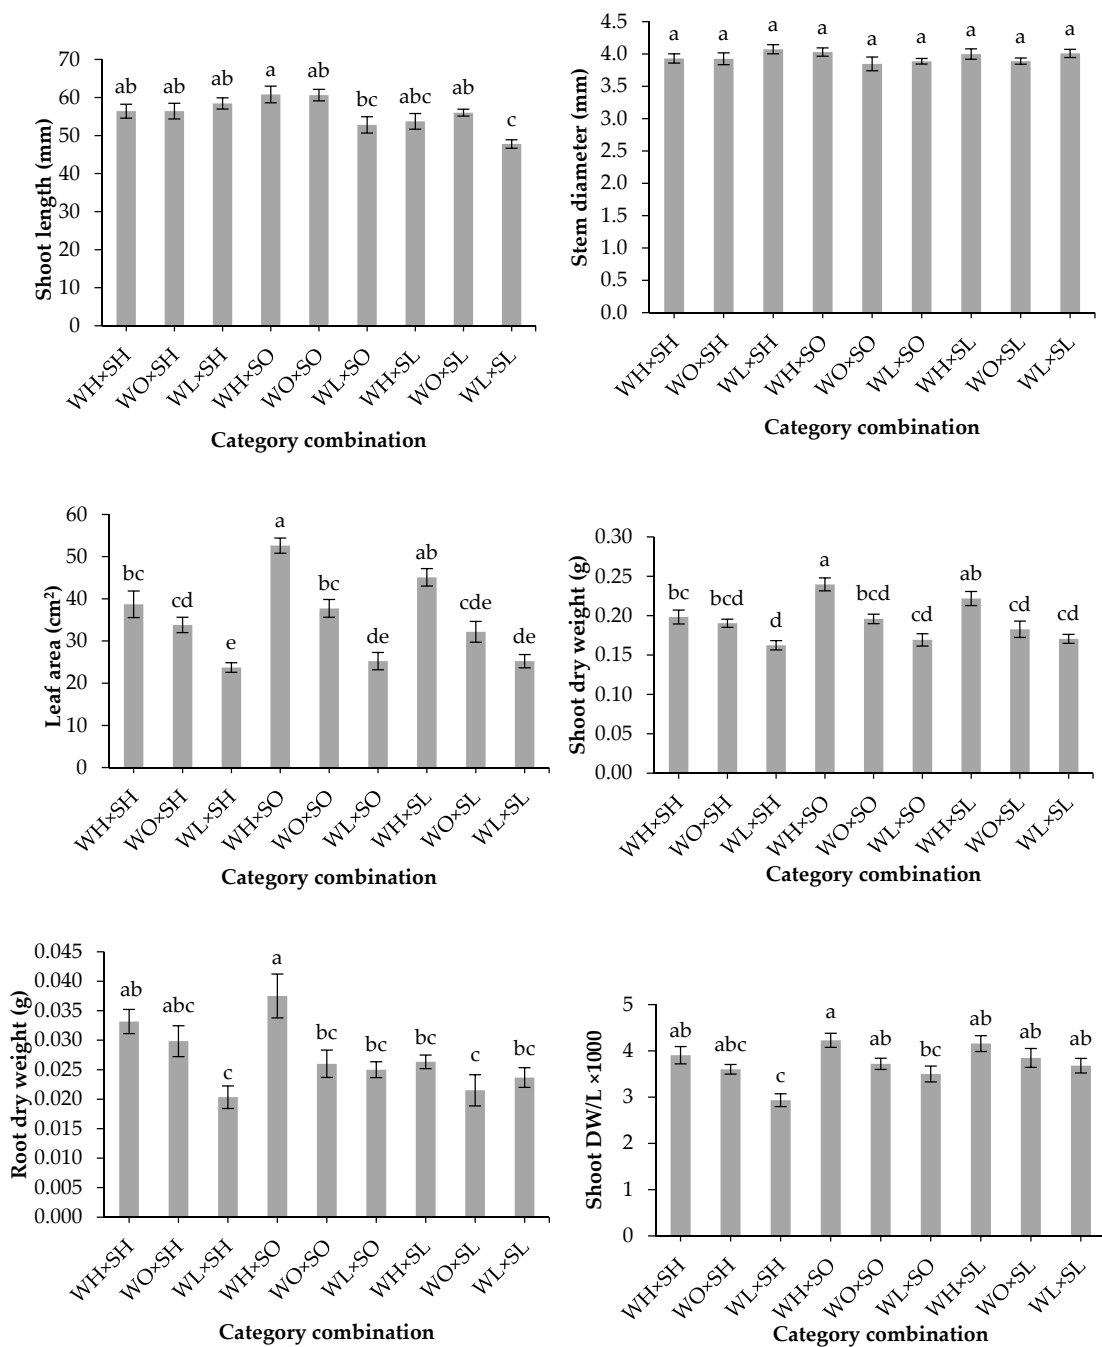 Shoot length (mm)
70
60
50
40
30
20
10
0
ab ab ab a ab bc abc ab c
WH×SH WO×SH WL×SH WH×SO WO×SO WL×SO WH×SL WO×SL WL×SL
Category combination
Stem diameter (mm)
4.5
4.0
3.5
3.0
2.5
2.0
1.5
1.0
0.5
0.0
a a a a a a a a a
WH×SH WO×SH WL×SH WH×SO WO×SO WL×SO WH×SL WO×SL WL×SL
Category combination
Leaf area (cm²)
60
50
40
30
20
10
0
bc cd e a bc de ab cde de
WH×SH WO×SH WL×SH WH×SO WO×SO WL×SO WH×SL WO×SL WL×SL
Category combination
Shoot dry weight (g)
0.30
0.25
0.20
0.15
0.10
0.05
0.00
bc bcd d a bcd cd ab cd cd
WH×SH WO×SH WL×SH WH×SO WO×SO WL×SO WH×SL WO×SL WL×SL
Category combination
Root dry weight (g)
0.045
0.040
0.035
0.030
0.025
0.020
0.015
0.010
0.005
0.000
ab abc c a bc bc bc c bc
WH×SH WO×SH WL×SH WH×SO WO×SO WL×SO WH×SL WO×SL WL×SL
Category combination
Shoot DW/L ×1000
5
4
3
2
1
0
ab abc c a ab bc ab ab ab
WH×SH WO×SH WL×SH WH×SO WO×SO WL×SO WH×SL WO×SL WL×SL
Category combination